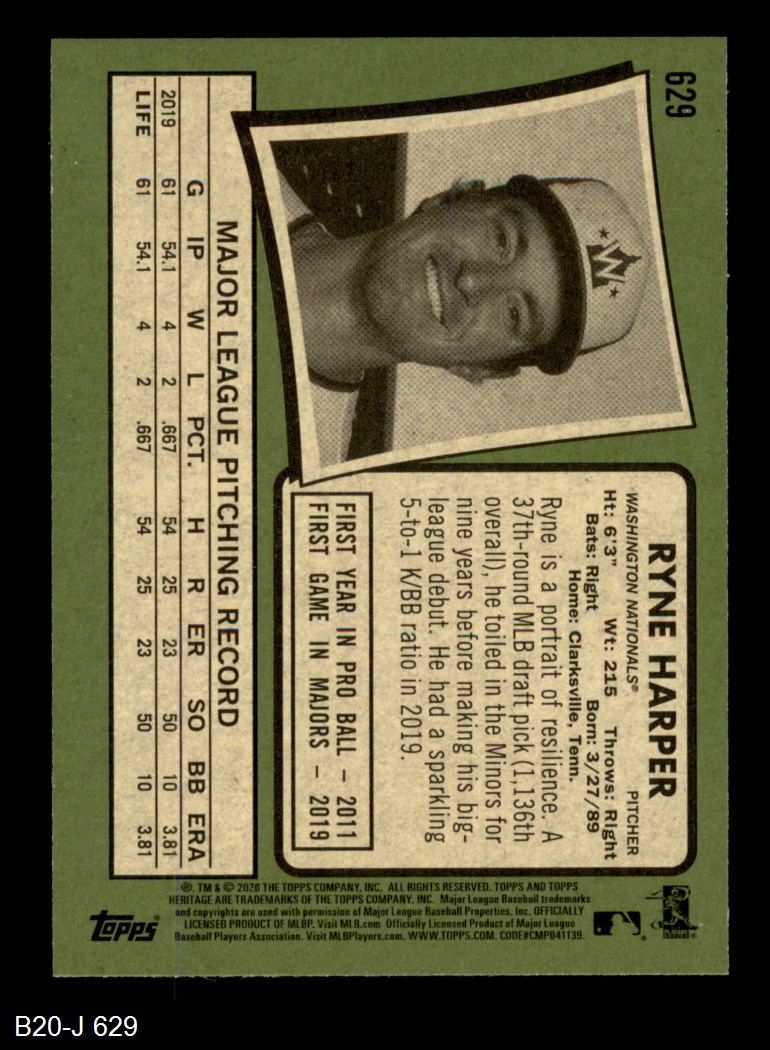 629
RYNE HARPER
WASHINGTON NATIONALS® PITCHER
Ht: 6'3" Wt: 215 Throws: Right
Bats: Right Born: 3/27/89
Home: Clarksville, Tenn.
Ryne is a portrait of resilience. A
37th-round MLB draft pick (1,136th
overall), he toiled in the Minors for
nine years before making his big-
league debut. He had a sparkling
5-to-1 K/BB ratio in 2019.
FIRST YEAR IN PRO BALL – 2011
FIRST GAME IN MAJORS – 2019
W
MAJOR LEAGUE PITCHING RECORD
G IP W L PCT. H R ER SO BB ERA
2019 61 54.1 4 2 .667 54 25 23 50 10 3.81
LIFE 61 54.1 4 2 .667 54 25 23 50 10 3.81
®, TM & © 2020 THE TOPPS COMPANY, INC. ALL RIGHTS RESERVED. TOPPS AND TOPPS
HERITAGE ARE TRADEMARKS OF THE TOPPS COMPANY, INC. Major League Baseball trademarks
and copyrights are used with permission of Major League Baseball Properties, Inc. OFFICIALLY
LICENSED PRODUCT OF MLBP. Visit MLB.com Officially Licensed Product of Major League
Baseball Players Association. Visit MLBPlayers.com. WWW.TOPPS.COM. CODE#CMP041139.
Topps®
B20-J 629